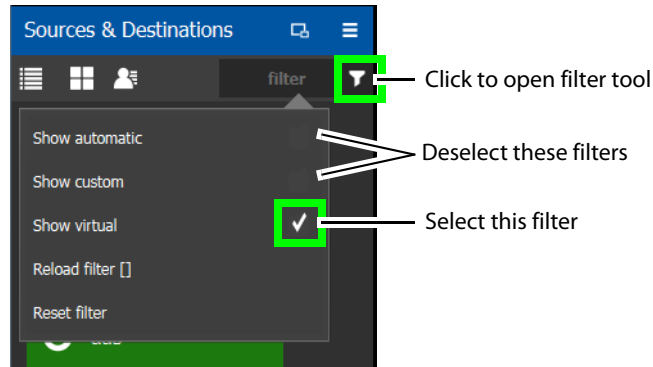 Sources & Destinations
filter
Click to open filter tool
Show automatic
Deselect these filters
Show custom
Show virtual
Select this filter
Reload filter []
Reset filter